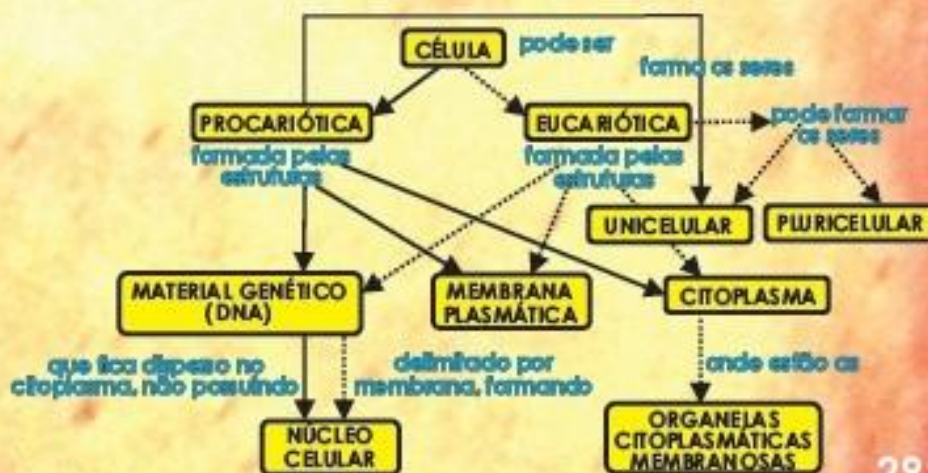 CÉLULA
pode ser
forma os seres
PROCARIÓTICA
EUCARIÓTICA
pode formar
os seres
formada pelas
estruturas
formada pelas
estruturas
UNICELULAR
PLURICELULAR
MATERIAL GENÉTICO
(DNA)
MEMBRANA
PLASMÁTICA
CITOPLASMA
que fica disperso no
citoplasma, não possuindo
delimitado por
membrana, formando
onde estão as
NÚCLEO
CELULAR
ORGANELAS
CITOPLASMÁTICAS
MEMBRANOSAS
28